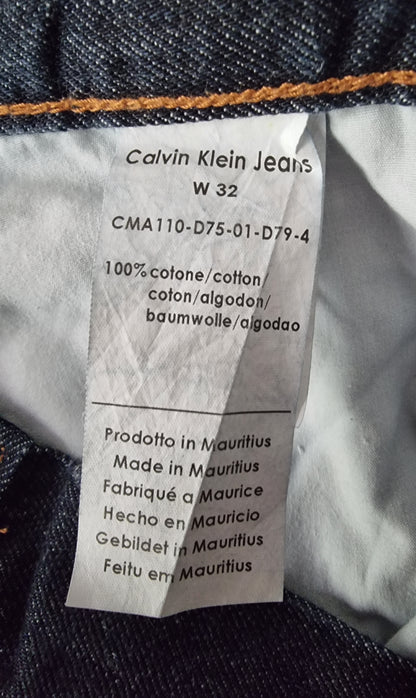 Calvin Klein Jeans
W 32
CMA110-D75-01-D79-4
100% cotone/cotton/
coton/algodon/
baumwolle/algodao
Prodotto in Mauritius
Made in Mauritius
Fabriqué a Maurice
Hecho en Mauricio
Gebildet in Mauritius
Feitu em Mauritius